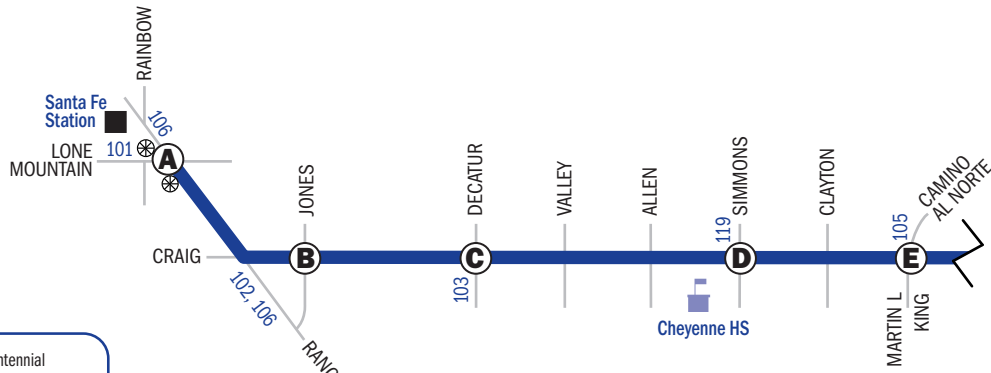 RAINBOW
Santa Fe
Station
106
LONE
MOUNTAIN
101
A
JONES
DECATUR
VALLEY
ALLEN
SIMMONS
CLAYTON
CAMINO
AL NORTE
119
105
CRAIG
B
C
D
E
102, 106
103
Cheyenne HS
MARTIN L
KING